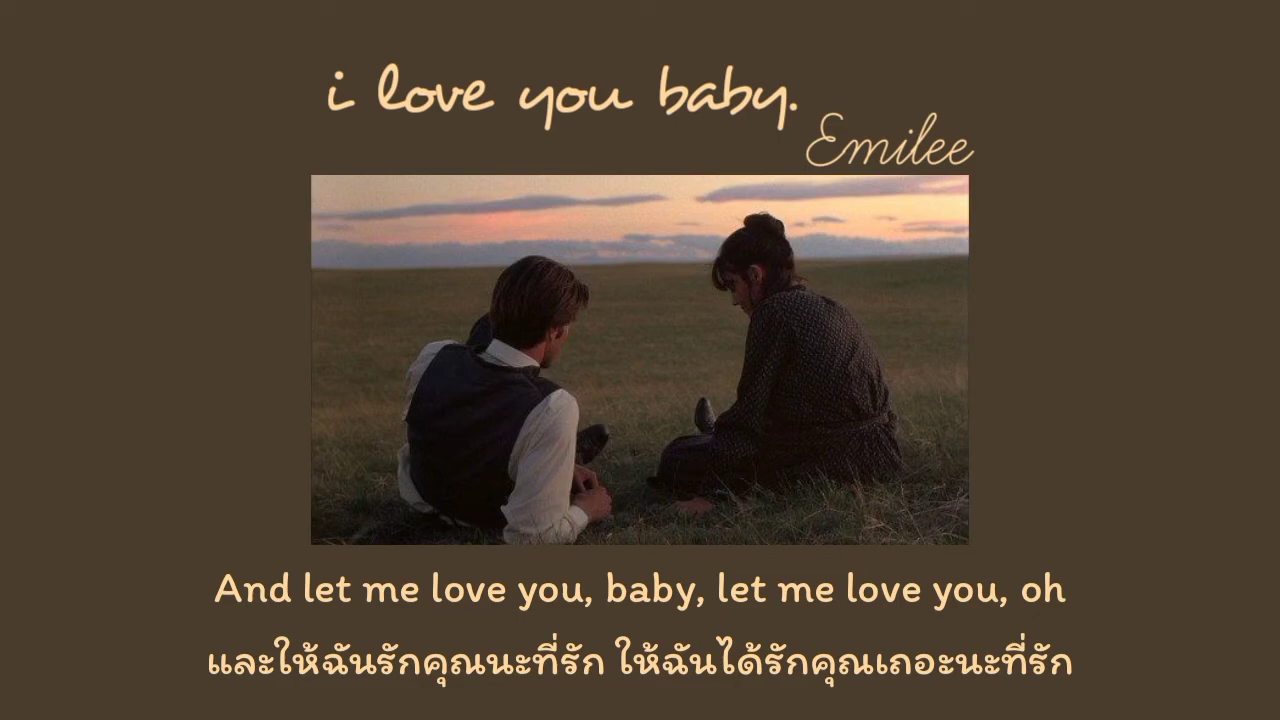 i love you baby.
Emilee
And let me love you, baby, let me love you, oh
และให้ฉันรักคุณนะที่รัก ให้ฉันได้รักคุณเถอะนะที่รัก